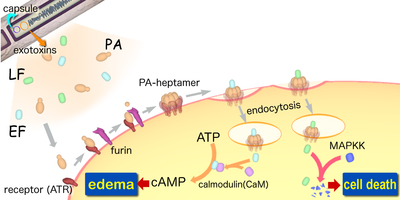 capsule
exotoxins
PA
LF
EF
PA-heptamer
furin
receptor (ATR)
endocytosis
ATP
cAMP
calmodulin(CaM)
edema
MAPKK
cell death